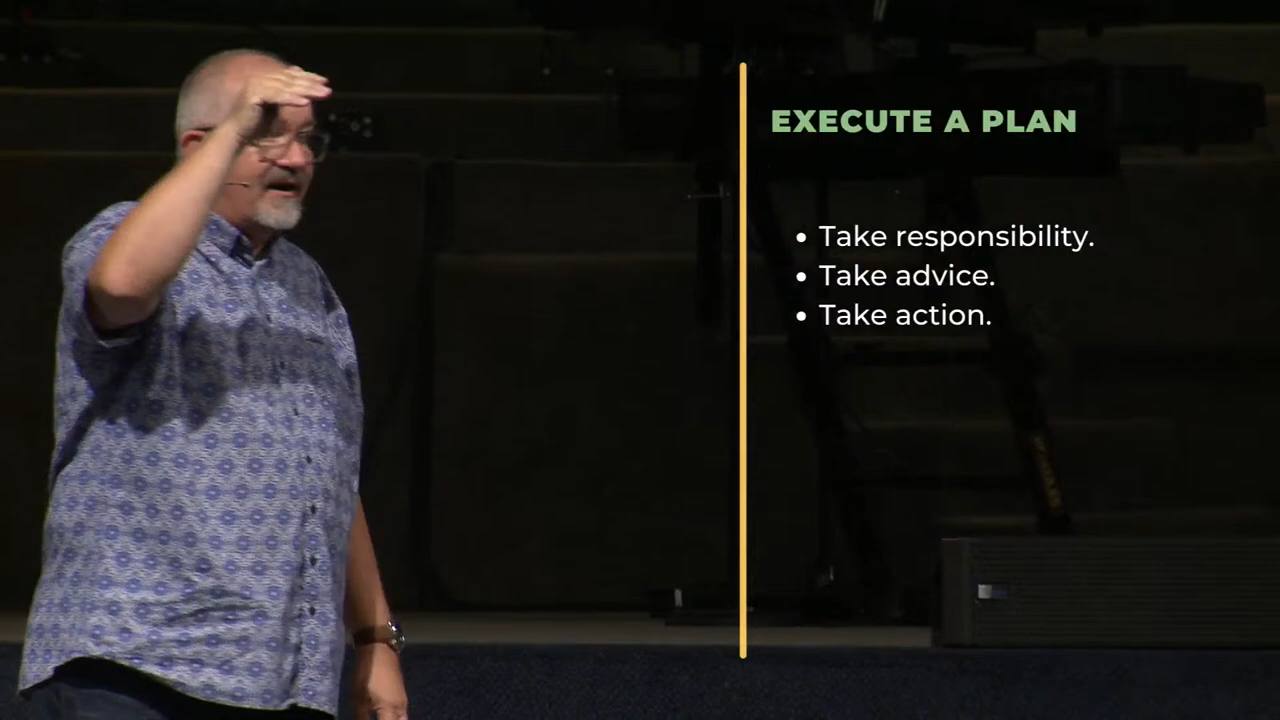 EXECUTE A PLAN
• Take responsibility.
• Take advice.
• Take action.